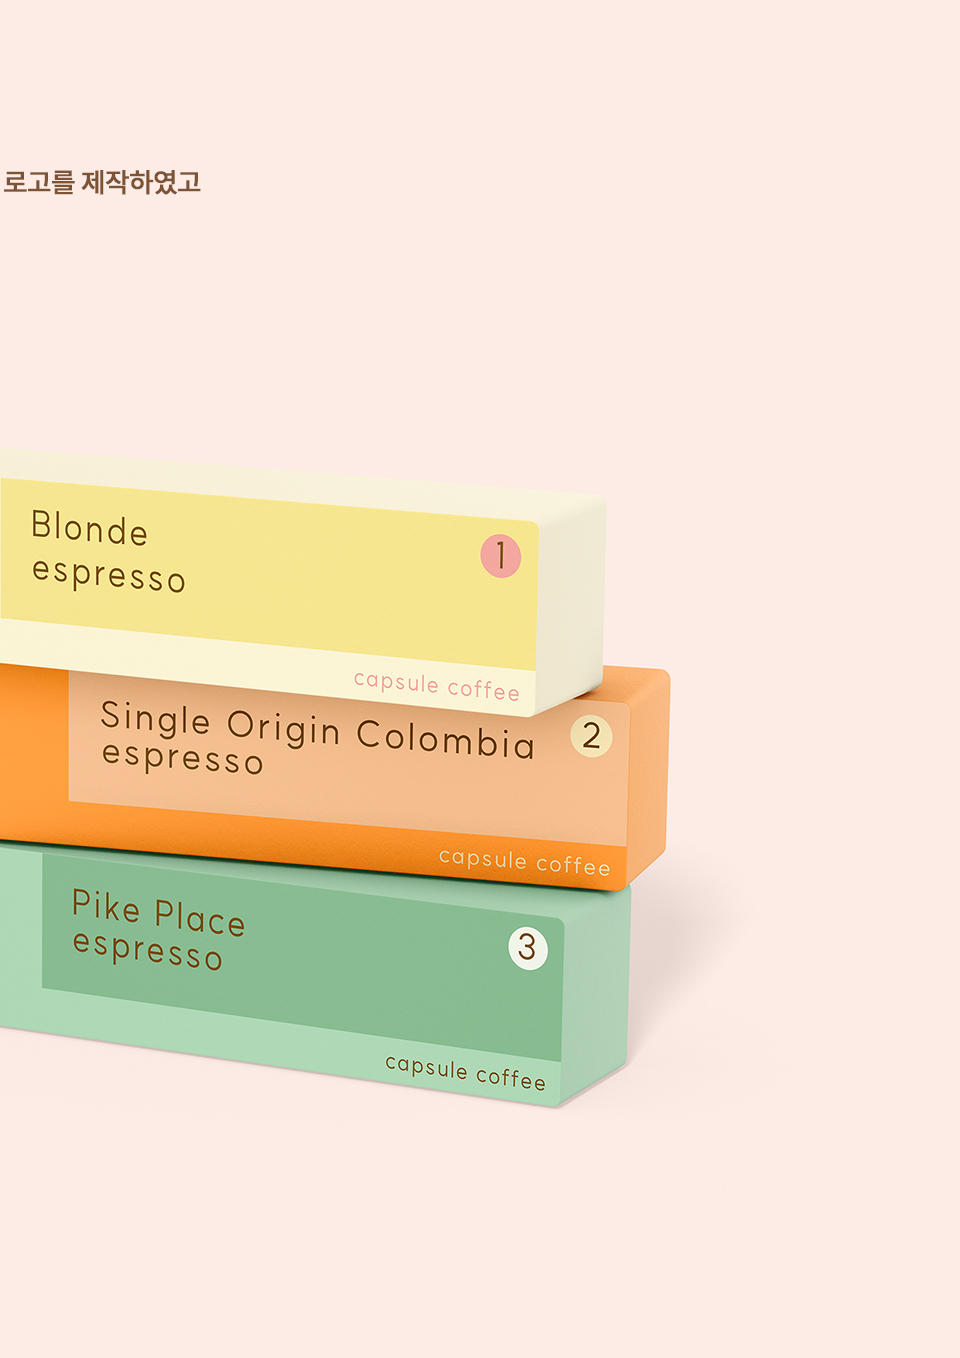 로고를 제작하였고
Blonde
espresso
1
capsule coffee
Single Origin Colombia
espresso
2
capsule coffee
Pike Place
espresso
3
capsule coffee